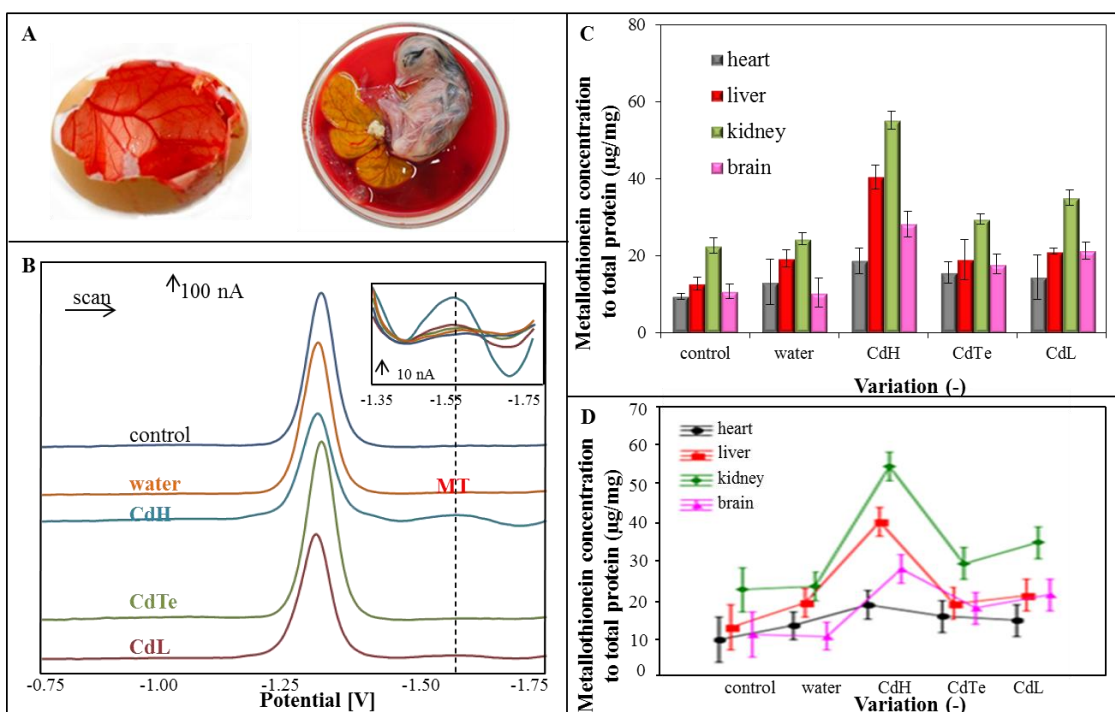 A
B
scan
100 nA
10 nA
-1.35
-1.55
-1.75
control
water
MT
CdH
CdTe
CdL
-0.75
-1.00
-1.25
-1.50
-1.75
Potential [V]
C
Metallothionein concentration
to total protein (µg/mg)
80
60
40
20
0
heart
liver
kidney
brain
control
water
CdH
CdTe
CdL
Variation (-)
D
Metallothionein concentration
to total protein (µg/mg)
70
60
50
40
30
20
10
0
heart
liver
kidney
brain
control
water
CdH
CdTe
CdL
Variation (-)